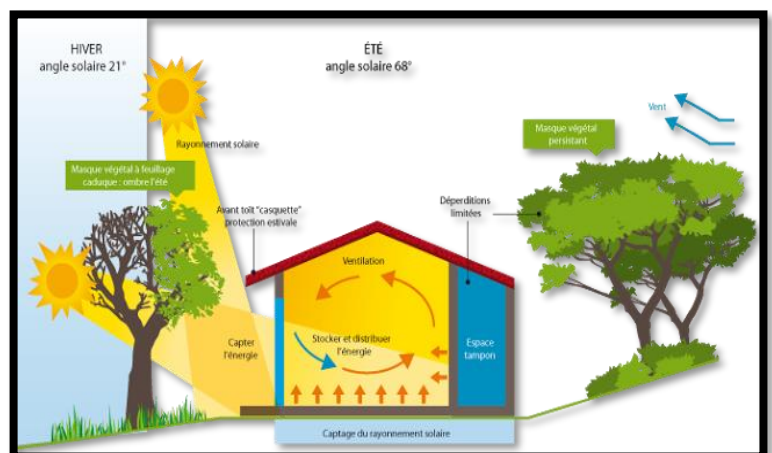 HIVER
angle solaire 21°
ÉTÉ
angle solaire 68°
Vent
Masque végétal
persistant
Rayonnement solaire
Masque végétal à feuillage
caduque : ombre l'été
Avant toit "casquette"
protection estivale
Déperditions
limitées
Ventilation
Capter
l'énergie
Stocker et distribuer
l'énergie
Espace
tampon
Captage du rayonnement solaire